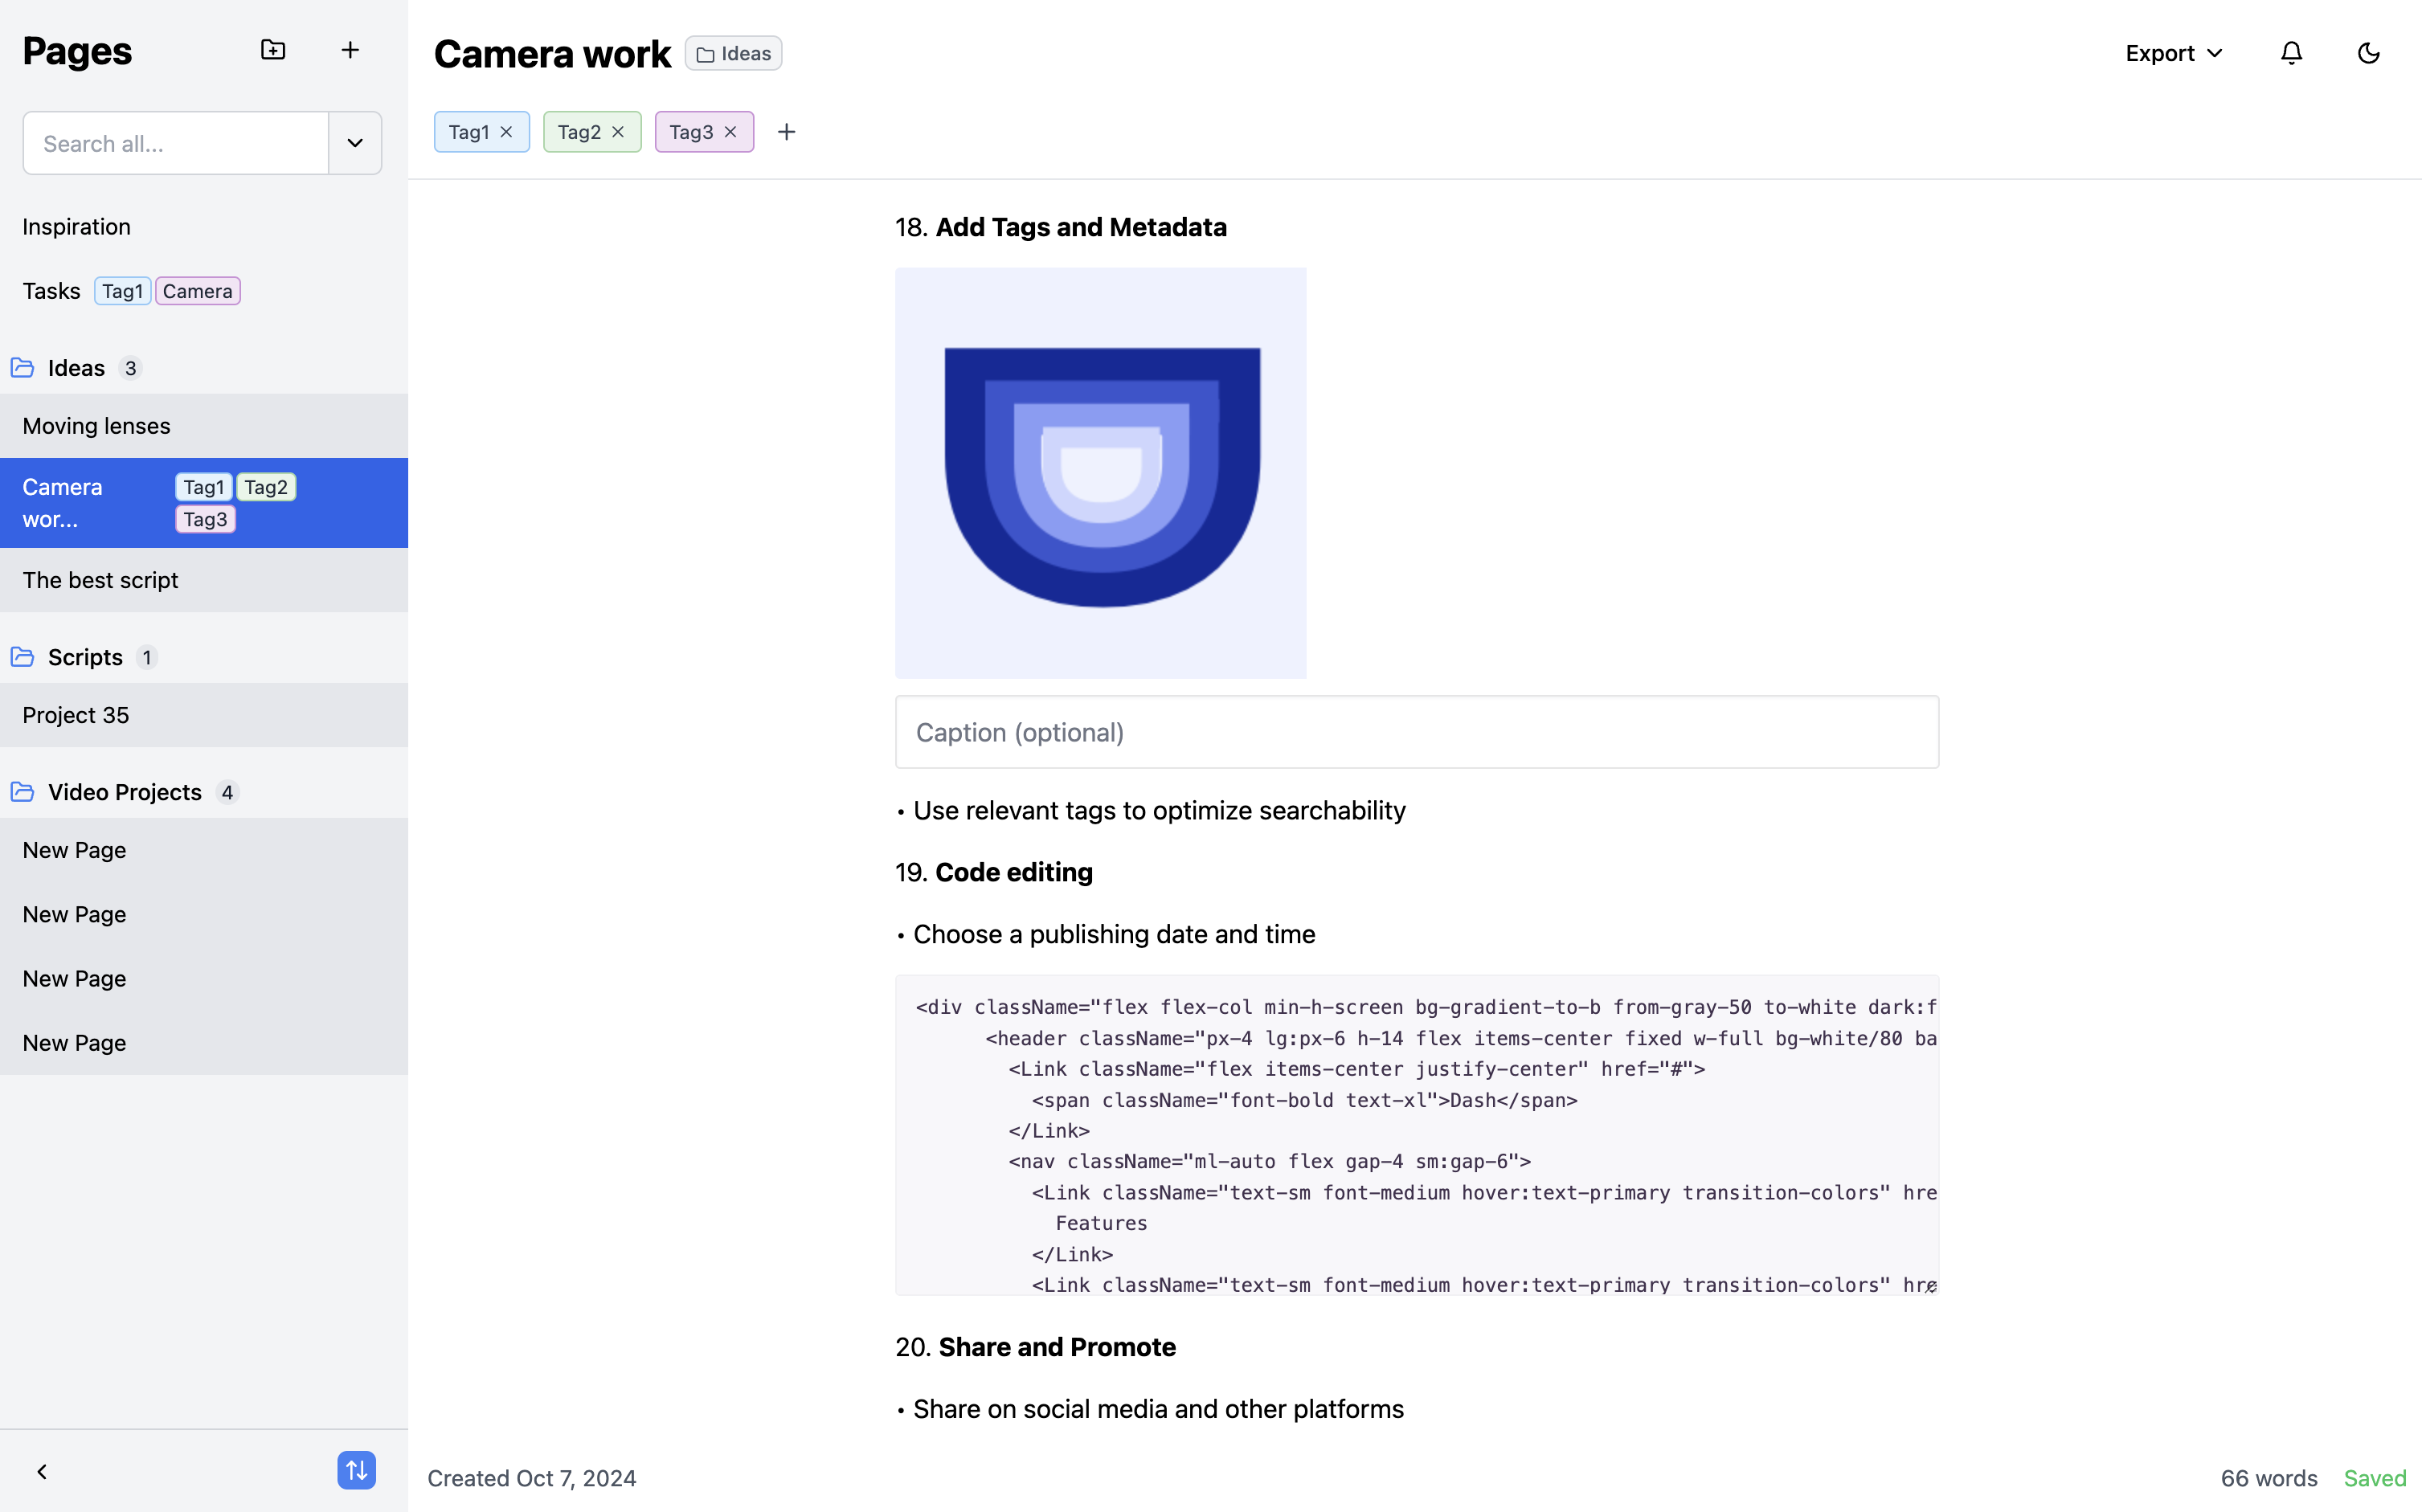 Pages
Search all...
Inspiration
Tasks Tag1 Camera
Ideas 3
Moving lenses
Camera wor... Tag1 Tag2 Tag3
The best script
Scripts 1
Project 35
Video Projects 4
New Page
New Page
New Page
New Page
Camera work Ideas
Export
Tag1 Tag2 Tag3
18. Add Tags and Metadata
Caption (optional)
• Use relevant tags to optimize searchability
19. Code editing
• Choose a publishing date and time
<div className="flex flex-col min-h-screen bg-gradient-to-b from-gray-50 to-white dark:f
<header className="px-4 lg:px-6 h-14 flex items-center fixed w-full bg-white/80 ba
<Link className="flex items-center justify-center" href="#">
<span className="font-bold text-xl">Dash</span>
</Link>
<nav className="ml-auto flex gap-4 sm:gap-6">
<Link className="text-sm font-medium hover:text-primary transition-colors" hre
Features
</Link>
<Link className="text-sm font-medium hover:text-primary transition-colors" hre
20. Share and Promote
• Share on social media and other platforms
Created Oct 7, 2024
66 words Saved